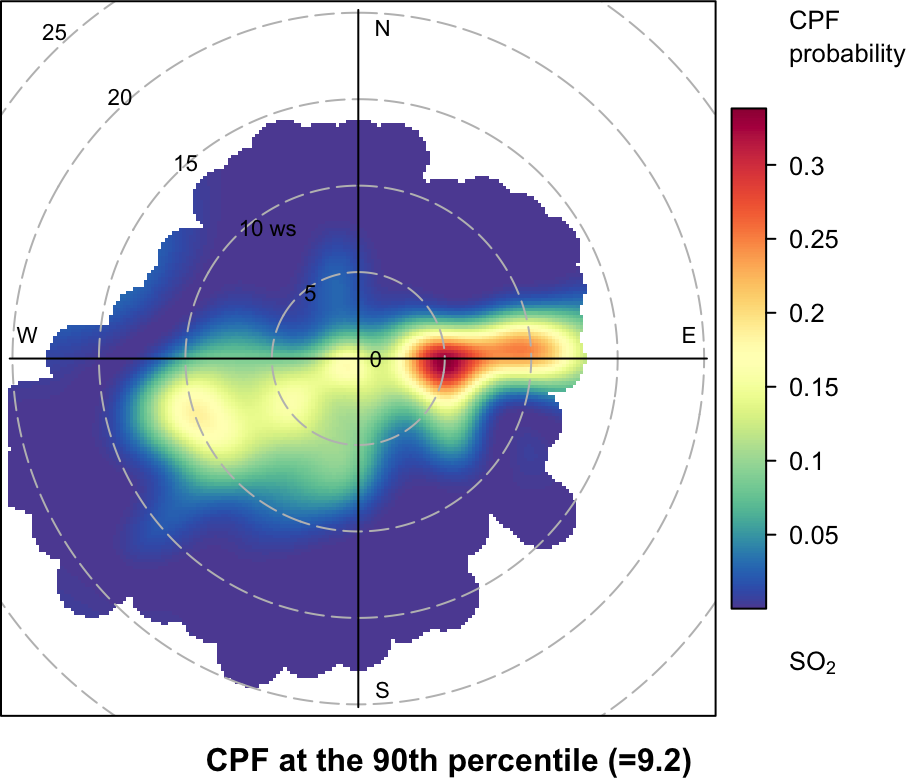 25
N
CPF
probability
20
15
10 ws
5
W
E
0
S
0.3
0.25
0.2
0.15
0.1
0.05
SO₂
CPF at the 90th percentile (=9.2)